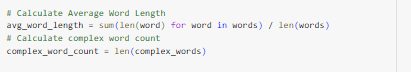 # Calculate Average Word Length
avg_word_length = sum(len(word) for word in words) / len(words)
# Calculate complex word count
complex_word_count = len(complex_words)